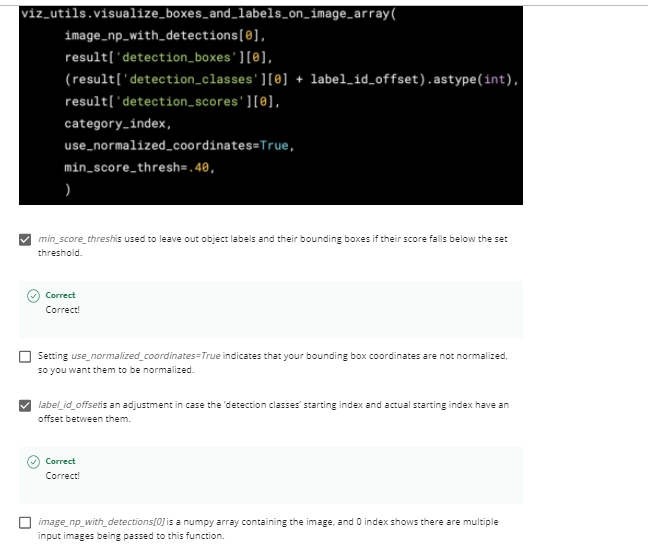 viz_utils.visualize_boxes_and_labels_on_image_array(
image_np_with_detections[0],
result['detection_boxes'][0],
(result['detection_classes'][0] + label_id_offset).astype(int),
result['detection_scores'][0],
category_index,
use_normalized_coordinates=True,
min_score_thresh=.40,
)
min_score_threshis used to leave out object labels and their bounding boxes if their score falls below the set
threshold.
Correct
Correct!
Setting use_normalized_coordinates=True indicates that your bounding box coordinates are not normalized,
so you want them to be normalized.
label_id_offsetis an adjustment in case the 'detection classes' starting index and actual starting index have an
offset between them.
Correct
Correct!
image_np_with_detections[0] is a numpy array containing the image, and 0 index shows there are multiple
input images being passed to this function.